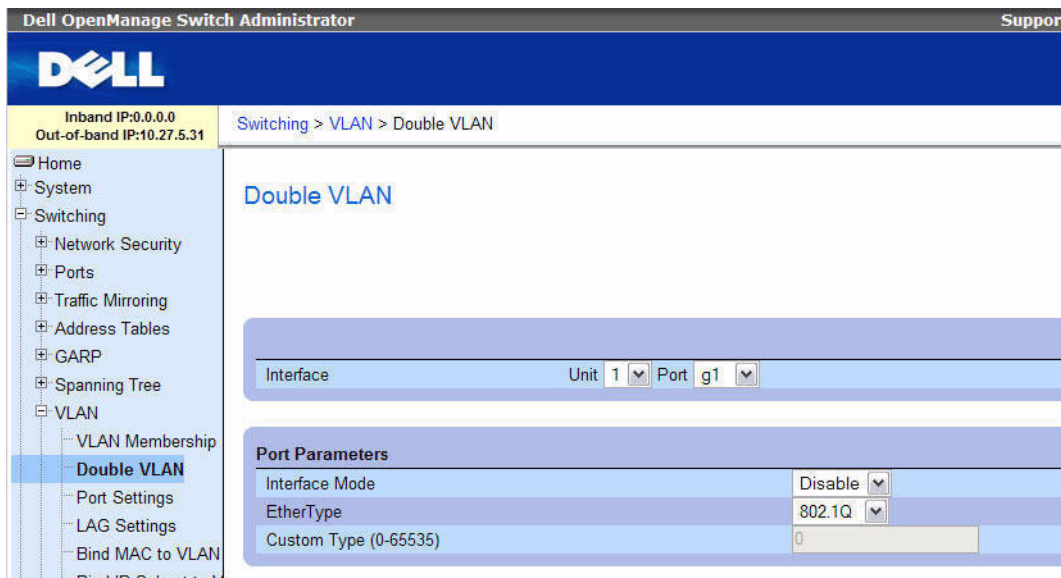 Dell OpenManage Switch Administrator
Suppor
DELL
Inband IP:0.0.0.0
Out-of-band IP:10.27.5.31
Switching > VLAN > Double VLAN
Home
System
Switching
Network Security
Ports
Traffic Mirroring
Address Tables
GARP
Spanning Tree
VLAN
VLAN Membership
Double VLAN
Port Settings
LAG Settings
Bind MAC to VLAN
Double VLAN
Interface Unit 1 Port g1
Port Parameters
Interface Mode Disable
EtherType 802.1Q
Custom Type (0-65535) 0